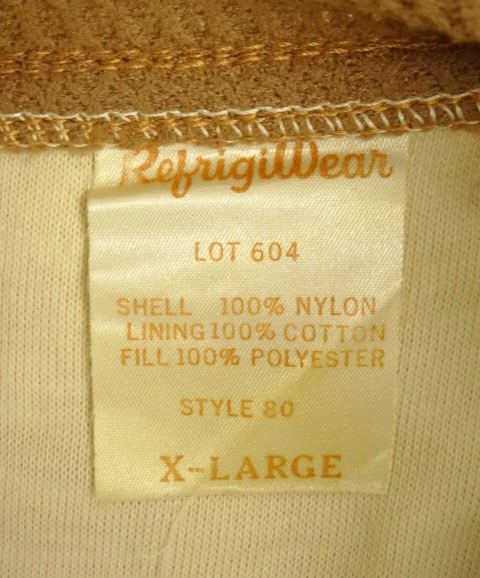 RefrigiWear
LOT 604
SHELL 100% NYLON
LINING 100% COTTON
FILL 100% POLYESTER
STYLE 80
X-LARGE